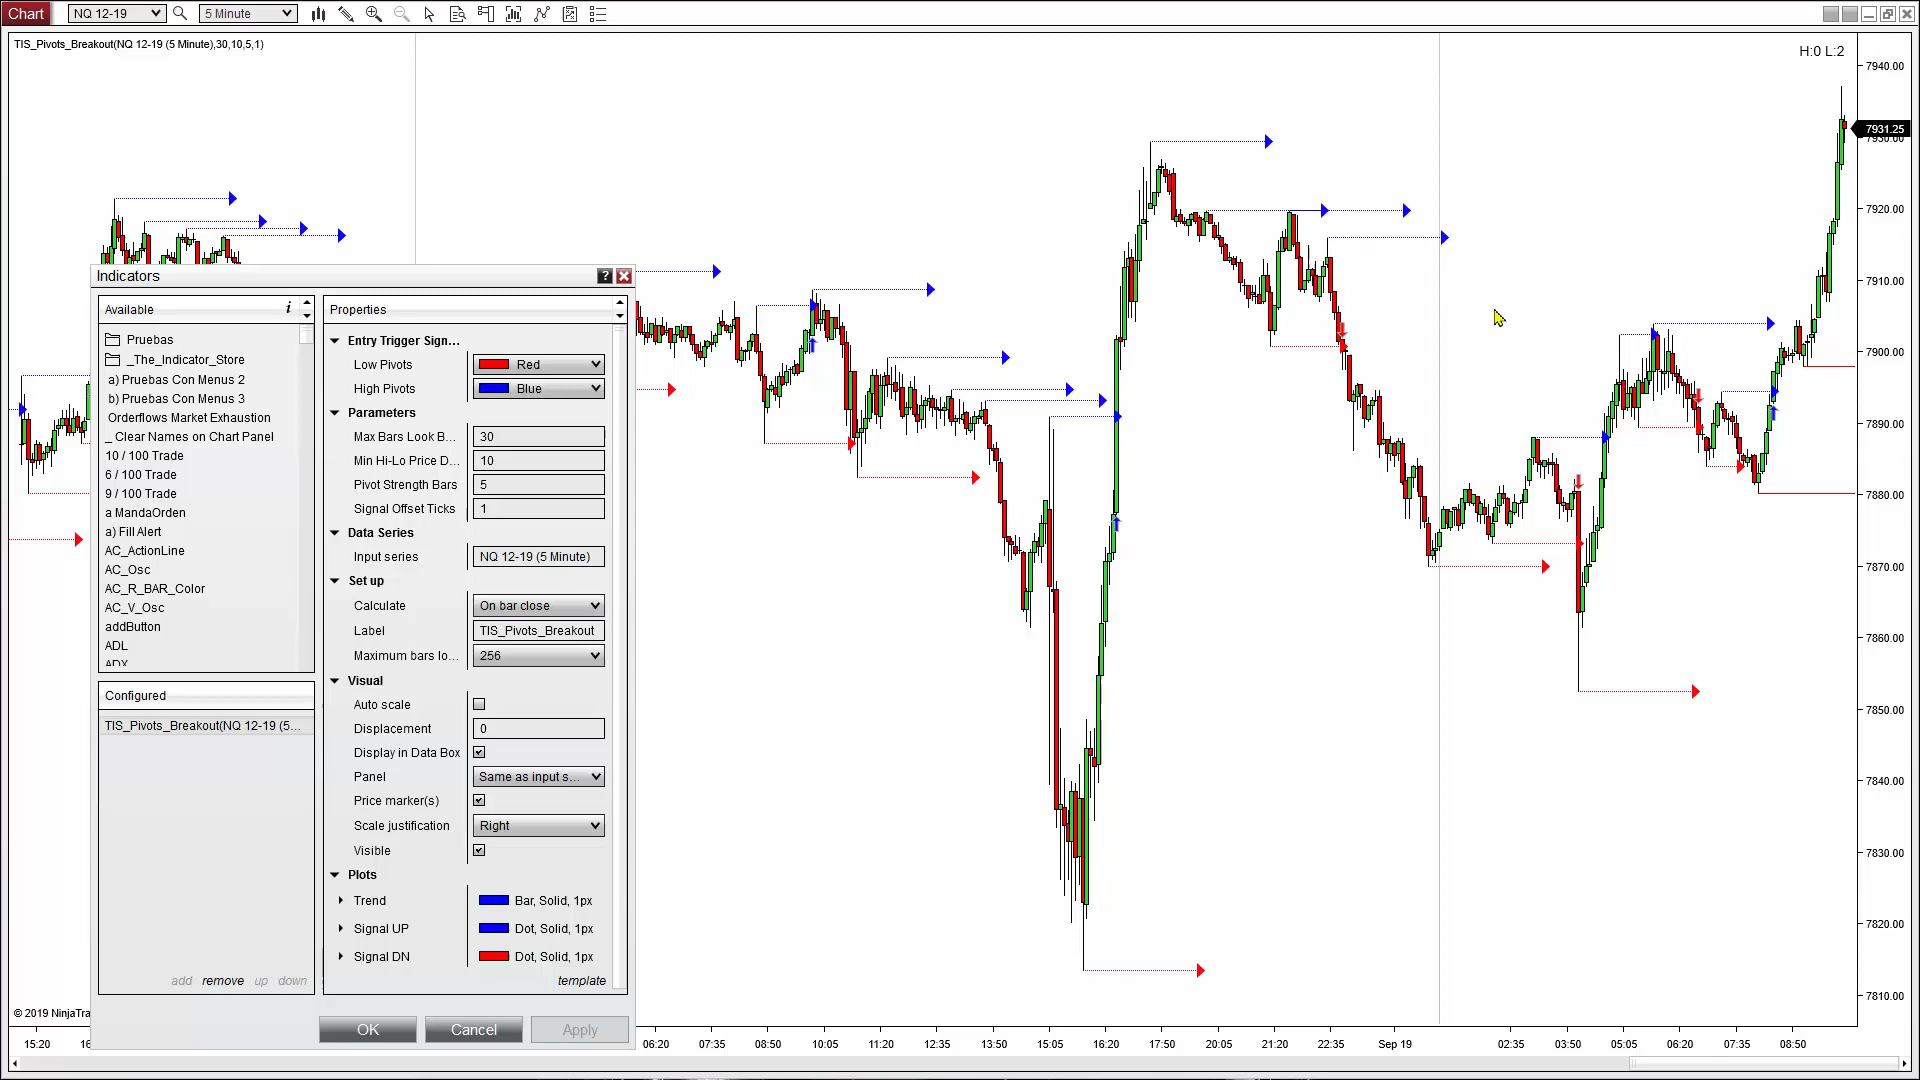 Chart
NQ 12-19
5 Minute
TIS_Pivots_Breakout(NQ 12-19 (5 Minute),30,10,5,1)
H:0 L:2
7940.00
7931.25
7930.00
7920.00
7910.00
7900.00
7890.00
7880.00
7870.00
7860.00
7850.00
7840.00
7830.00
7820.00
7810.00
Indicators
?
Available
i
Pruebas
_The_Indicator_Store
a) Pruebas Con Menus 2
b) Pruebas Con Menus 3
Orderflows Market Exhaustion
_ Clear Names on Chart Panel
10 / 100 Trade
6 / 100 Trade
9 / 100 Trade
a MandaOrden
a) Fill Alert
AC_ActionLine
AC_Osc
AC_R_BAR_Color
AC_V_Osc
addButton
ADL
ADX
Configured
TIS_Pivots_Breakout(NQ 12-19 (5...
add remove up down
Properties
Entry Trigger Sign...
Low Pivots Red
High Pivots Blue
Parameters
Max Bars Look B... 30
Min Hi-Lo Price D... 10
Pivot Strength Bars 5
Signal Offset Ticks 1
Data Series
Input series NQ 12-19 (5 Minute)
Set up
Calculate On bar close
Label TIS_Pivots_Breakout
Maximum bars lo... 256
Visual
Auto scale
Displacement 0
Display in Data Box
Panel Same as input s...
Price marker(s)
Scale justification Right
Visible
Plots
Trend Bar, Solid, 1px
Signal UP Dot, Solid, 1px
Signal DN Dot, Solid, 1px
template
OK Cancel Apply
© 2019 NinjaTra
15:20 06:20 07:35 08:50 10:05 11:20 12:35 13:50 15:05 16:20 17:50 20:05 21:20 22:35 Sep 19 02:35 03:50 05:05 06:20 07:35 08:50